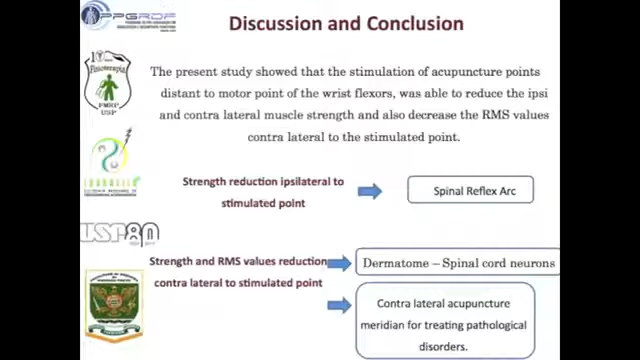 PPGRDF
Discussion and Conclusion
Fisioterapia
FMRP
USP
The present study showed that the stimulation of acupuncture points
distant to motor point of the wrist flexors, was able to reduce the ipsi
and contra lateral muscle strength and also decrease the RMS values
contra lateral to the stimulated point.
Strength reduction ipsilateral to
stimulated point
Spinal Reflex Arc
USP80
Strength and RMS values reduction
contra lateral to stimulated point
Dermatome – Spinal cord neurons
Contra lateral acupuncture
meridian for treating pathological
disorders.